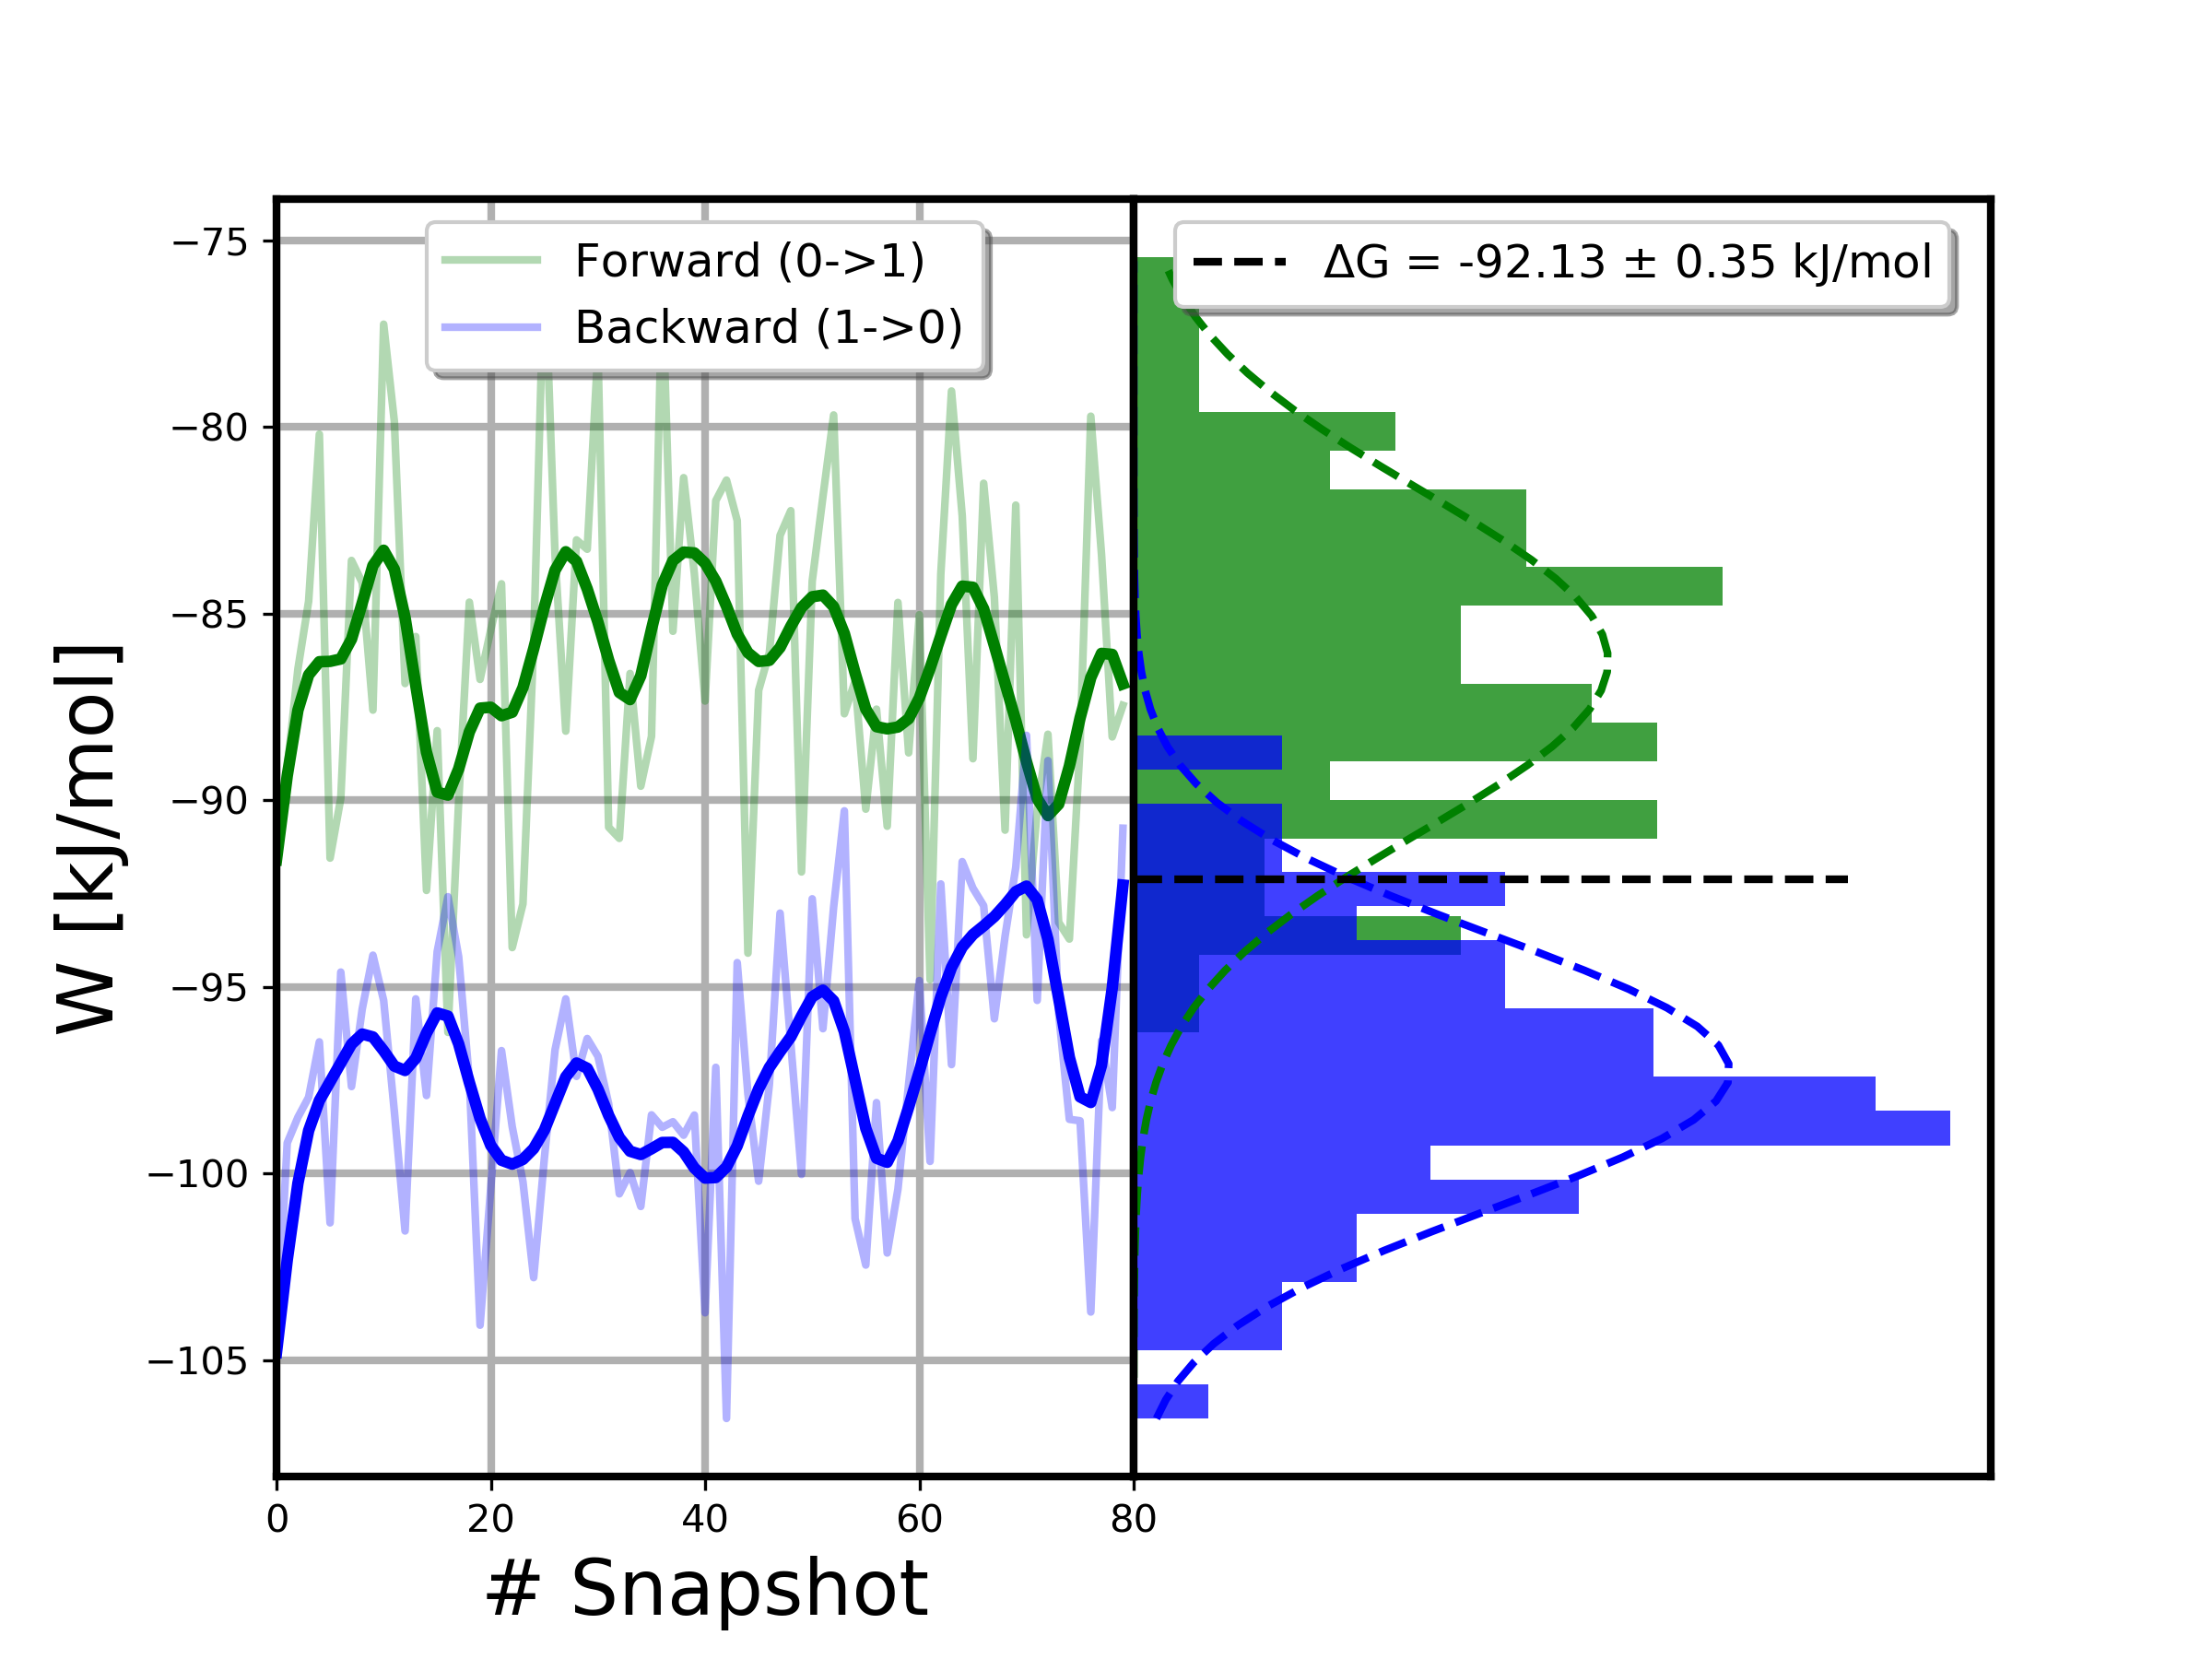 Forward (0->1)
Backward (1->0)
ΔG = -92.13 ± 0.35 kJ/mol
−75
−80
−85
−90
−95
−100
−105
W [kJ/mol]
0 20 40 60 80
# Snapshot